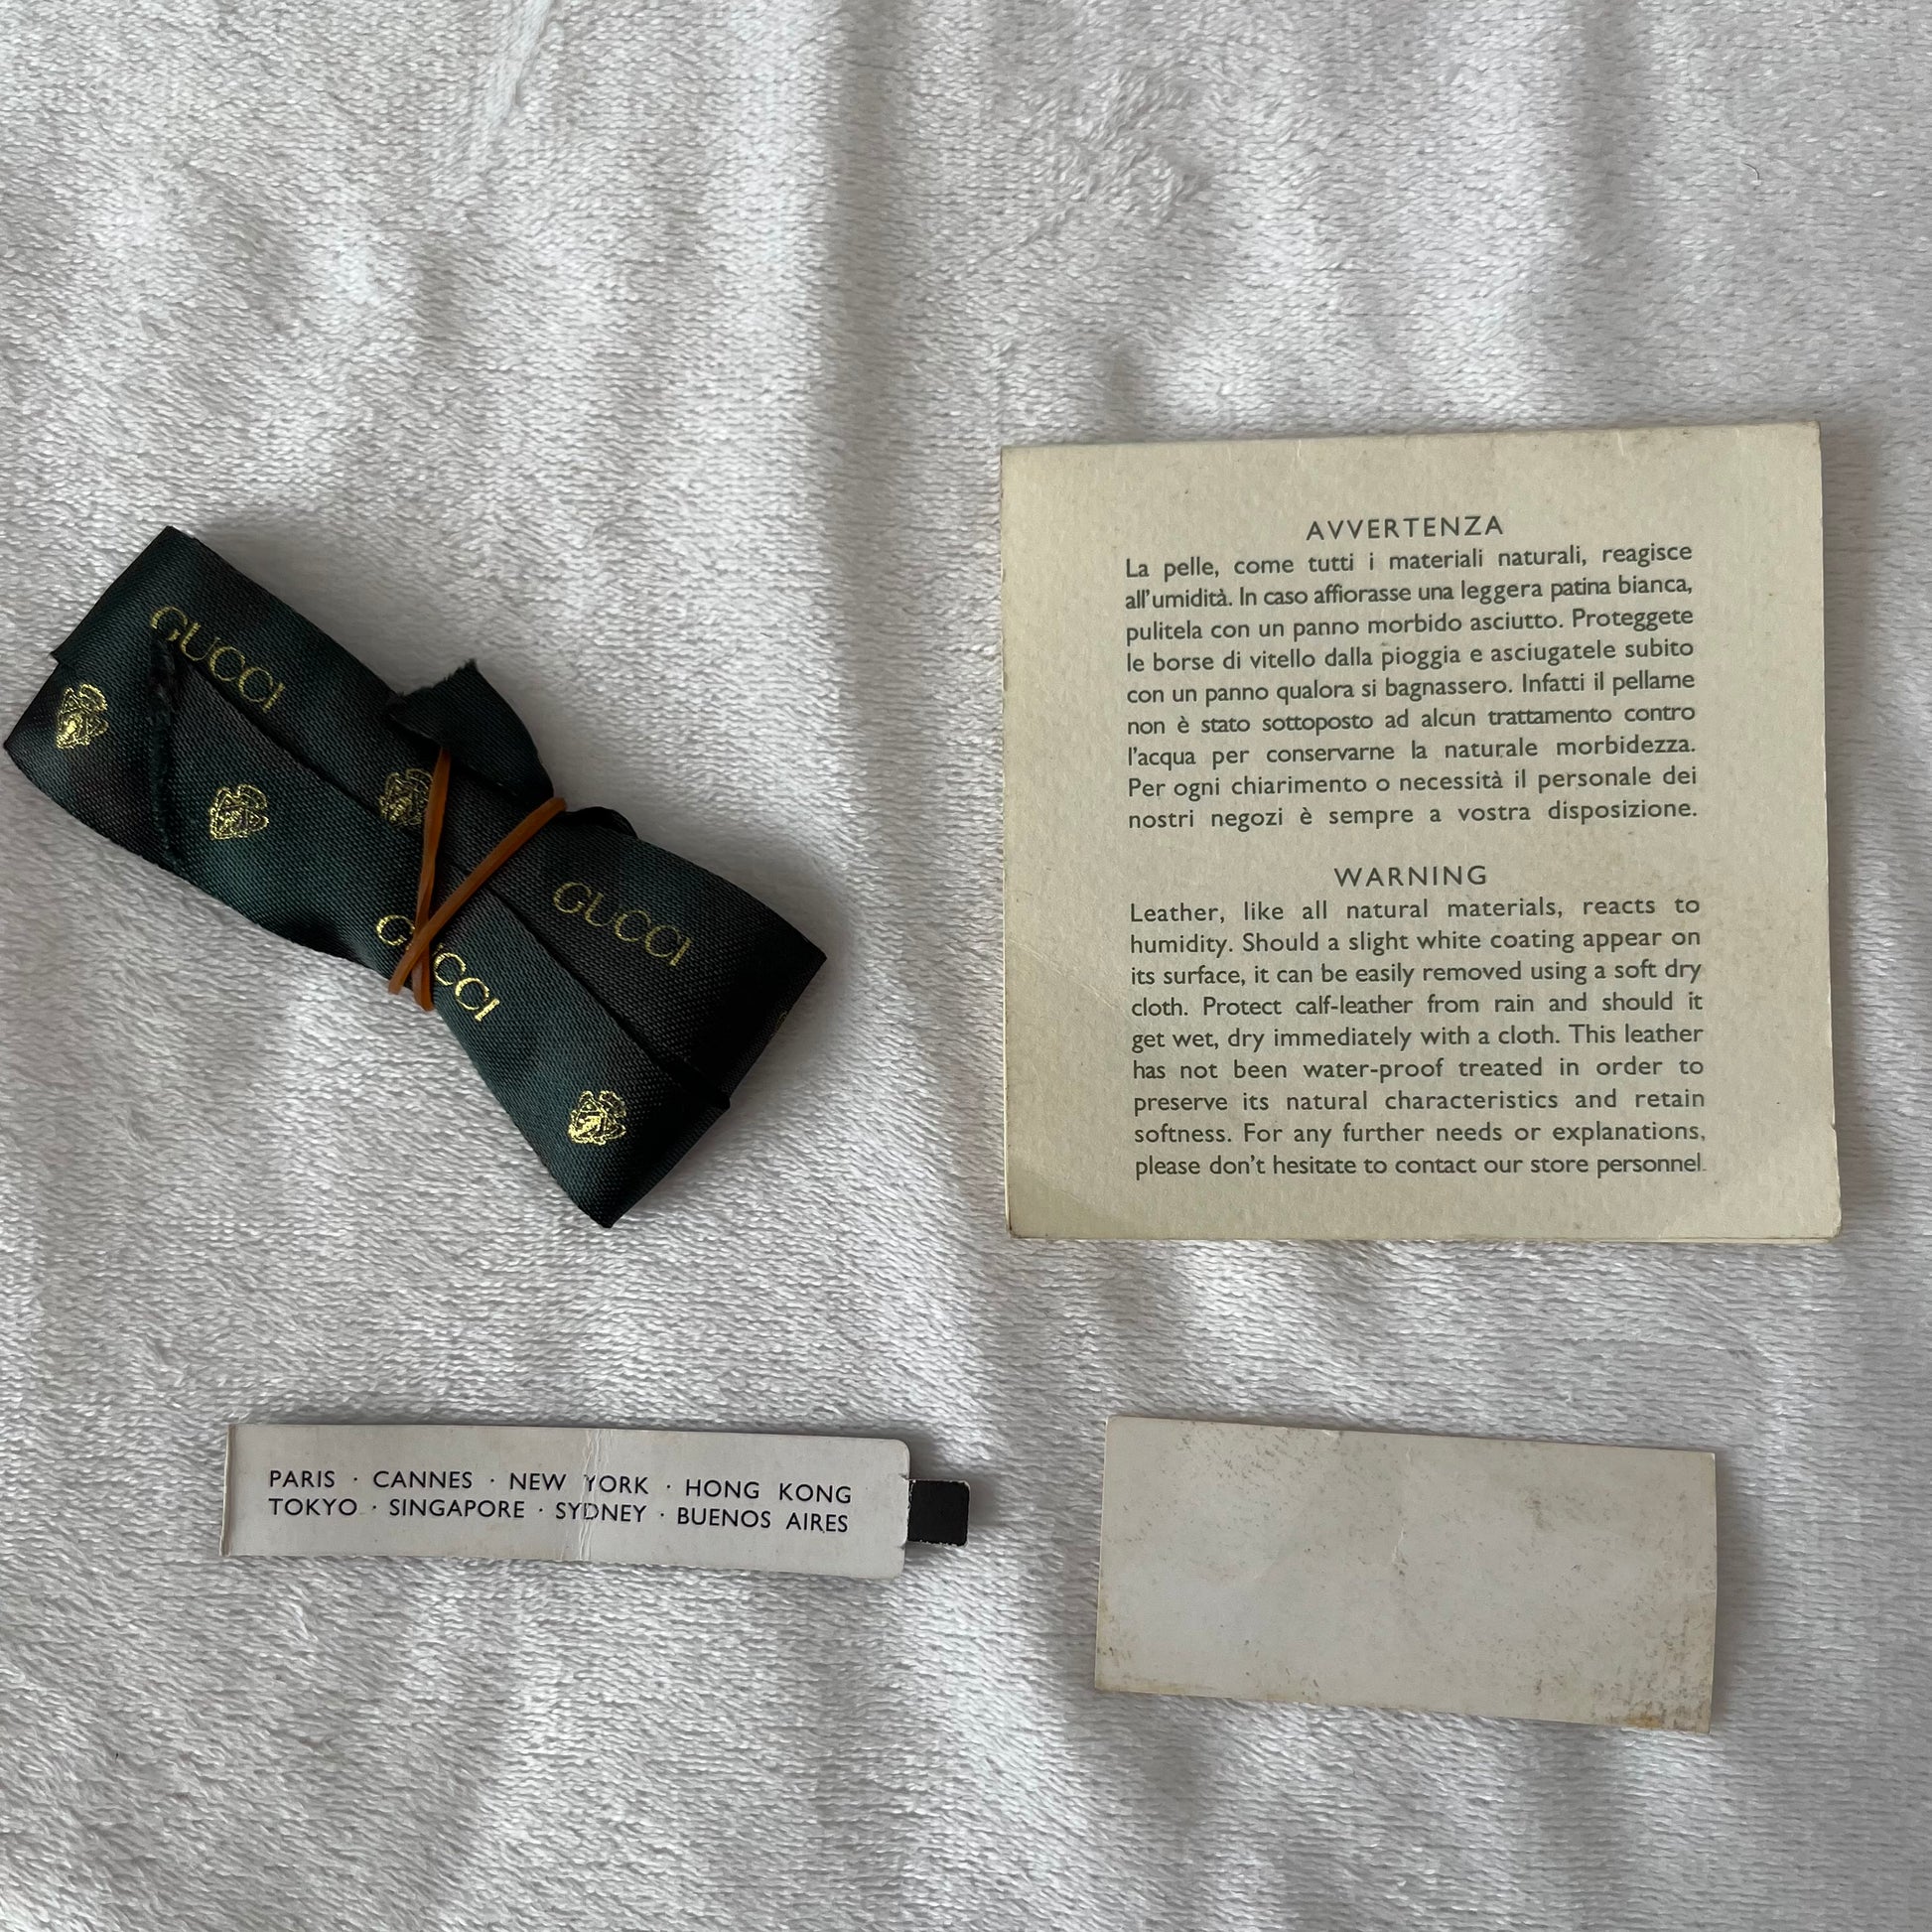 GUCCI
GUCCI
GUCCI
AVVERTENZA
La pelle, come tutti i materiali naturali, reagisce
all'umidità. In caso affiorasse una leggera patina bianca,
pulitela con un panno morbido asciutto. Proteggete
le borse di vitello dalla pioggia e asciugatele subito
con un panno qualora si bagnassero. Infatti il pellame
non è stato sottoposto ad alcun trattamento contro
l'acqua per conservarne la naturale morbidezza.
Per ogni chiarimento o necessità il personale dei
nostri negozi è sempre a vostra disposizione.
WARNING
Leather, like all natural materials, reacts to
humidity. Should a slight white coating appear on
its surface, it can be easily removed using a soft dry
cloth. Protect calf-leather from rain and should it
get wet, dry immediately with a cloth. This leather
has not been water-proof treated in order to
preserve its natural characteristics and retain
softness. For any further needs or explanations,
please don't hesitate to contact our store personnel.
PARIS · CANNES · NEW YORK · HONG KONG
TOKYO · SINGAPORE · SYDNEY · BUENOS AIRES